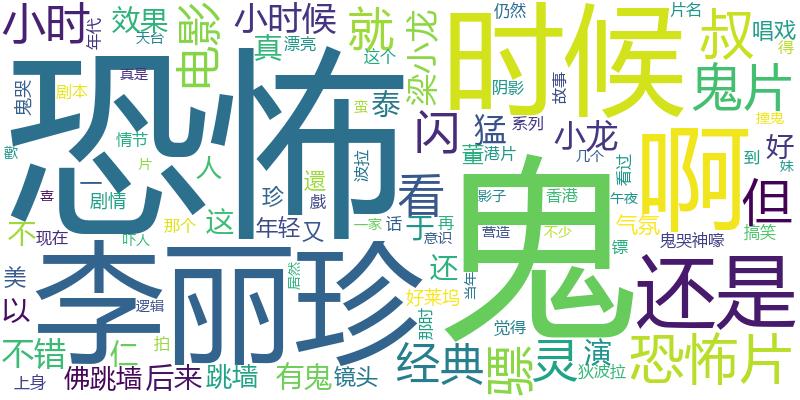 恐怖
鬼
李丽珍
时候
啊
还是
恐怖片
小时
年代
效果
天台
真是
鬼哭
剧本
电影
小时候
真
漂亮
这个
就
梁小龙
仍然
阴影
故事
片名
叔
唱戏
得
鬼片
撞鬼
蛮
泰
波拉
闪
猛
系列
董
港片
几个
小龙
看过
到
好
妹
但
情节
片
人
一
剧情
歡
喜
不
现在
那个
吓人
这
珍
還
戲
年轻
又
一家
话
看
于
再
意识
影子
营造
香港
不少
午夜
气氛
镖
搞笑
鬼哭神嚎
美
以
逻辑
居然
还
好莱坞
当年
那时
觉得
不错
仁
拍
上身
佛跳墙
后来
跳墙
有鬼
镜头
经典
骡
灵
演
狄波拉